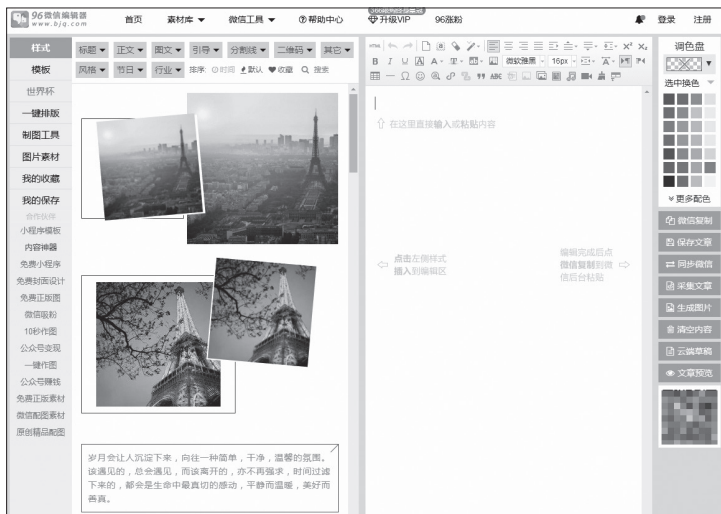 96微信编辑器
www.bjg.com
首页
素材库
微信工具
帮助中心
升级VIP
96涨粉
登录
注册
样式
模板
世界杯
一键排版
制图工具
图片素材
我的收藏
我的保存
合作伙伴
小程序模板
内容神器
免费小程序
免费封面设计
免费正版图
微信吸粉
10秒作图
公众号变现
一键作图
公众号赚钱
免费正版素材
微信配图素材
原创精品配图
标题 正文 图文 引导 分割线 二维码 其它
风格 节日 行业 排序: 时间 默认 收藏 搜索
岁月会让人沉淀下来，向往一种简单，干净，温馨的氛围。
该遇见的，总会遇见，而该离开的，亦不再强求，时间过滤
下来的，都会是生命中最真切的感动，平静而温暖，美好而
善真。
HTML
微软雅黑 16px
ABC
在这里直接输入或粘贴内容
点击左侧样式
插入到编辑区
编辑完成后点
微信复制到微
信后台粘贴
调色盘
选中换色
更多配色
微信复制
保存文章
同步微信
采集文章
生成图片
清空内容
云端草稿
文章预览